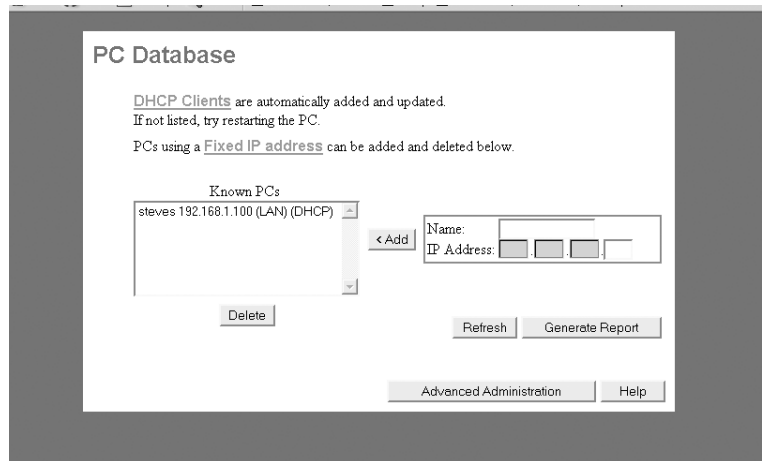 PC Database
DHCP Clients are automatically added and updated.
If not listed, try restarting the PC.
PCs using a Fixed IP address can be added and deleted below.
Known PCs
steves 192.168.1.100 (LAN) (DHCP)
< Add
Name:
IP Address: . . .
Delete
Refresh
Generate Report
Advanced Administration
Help